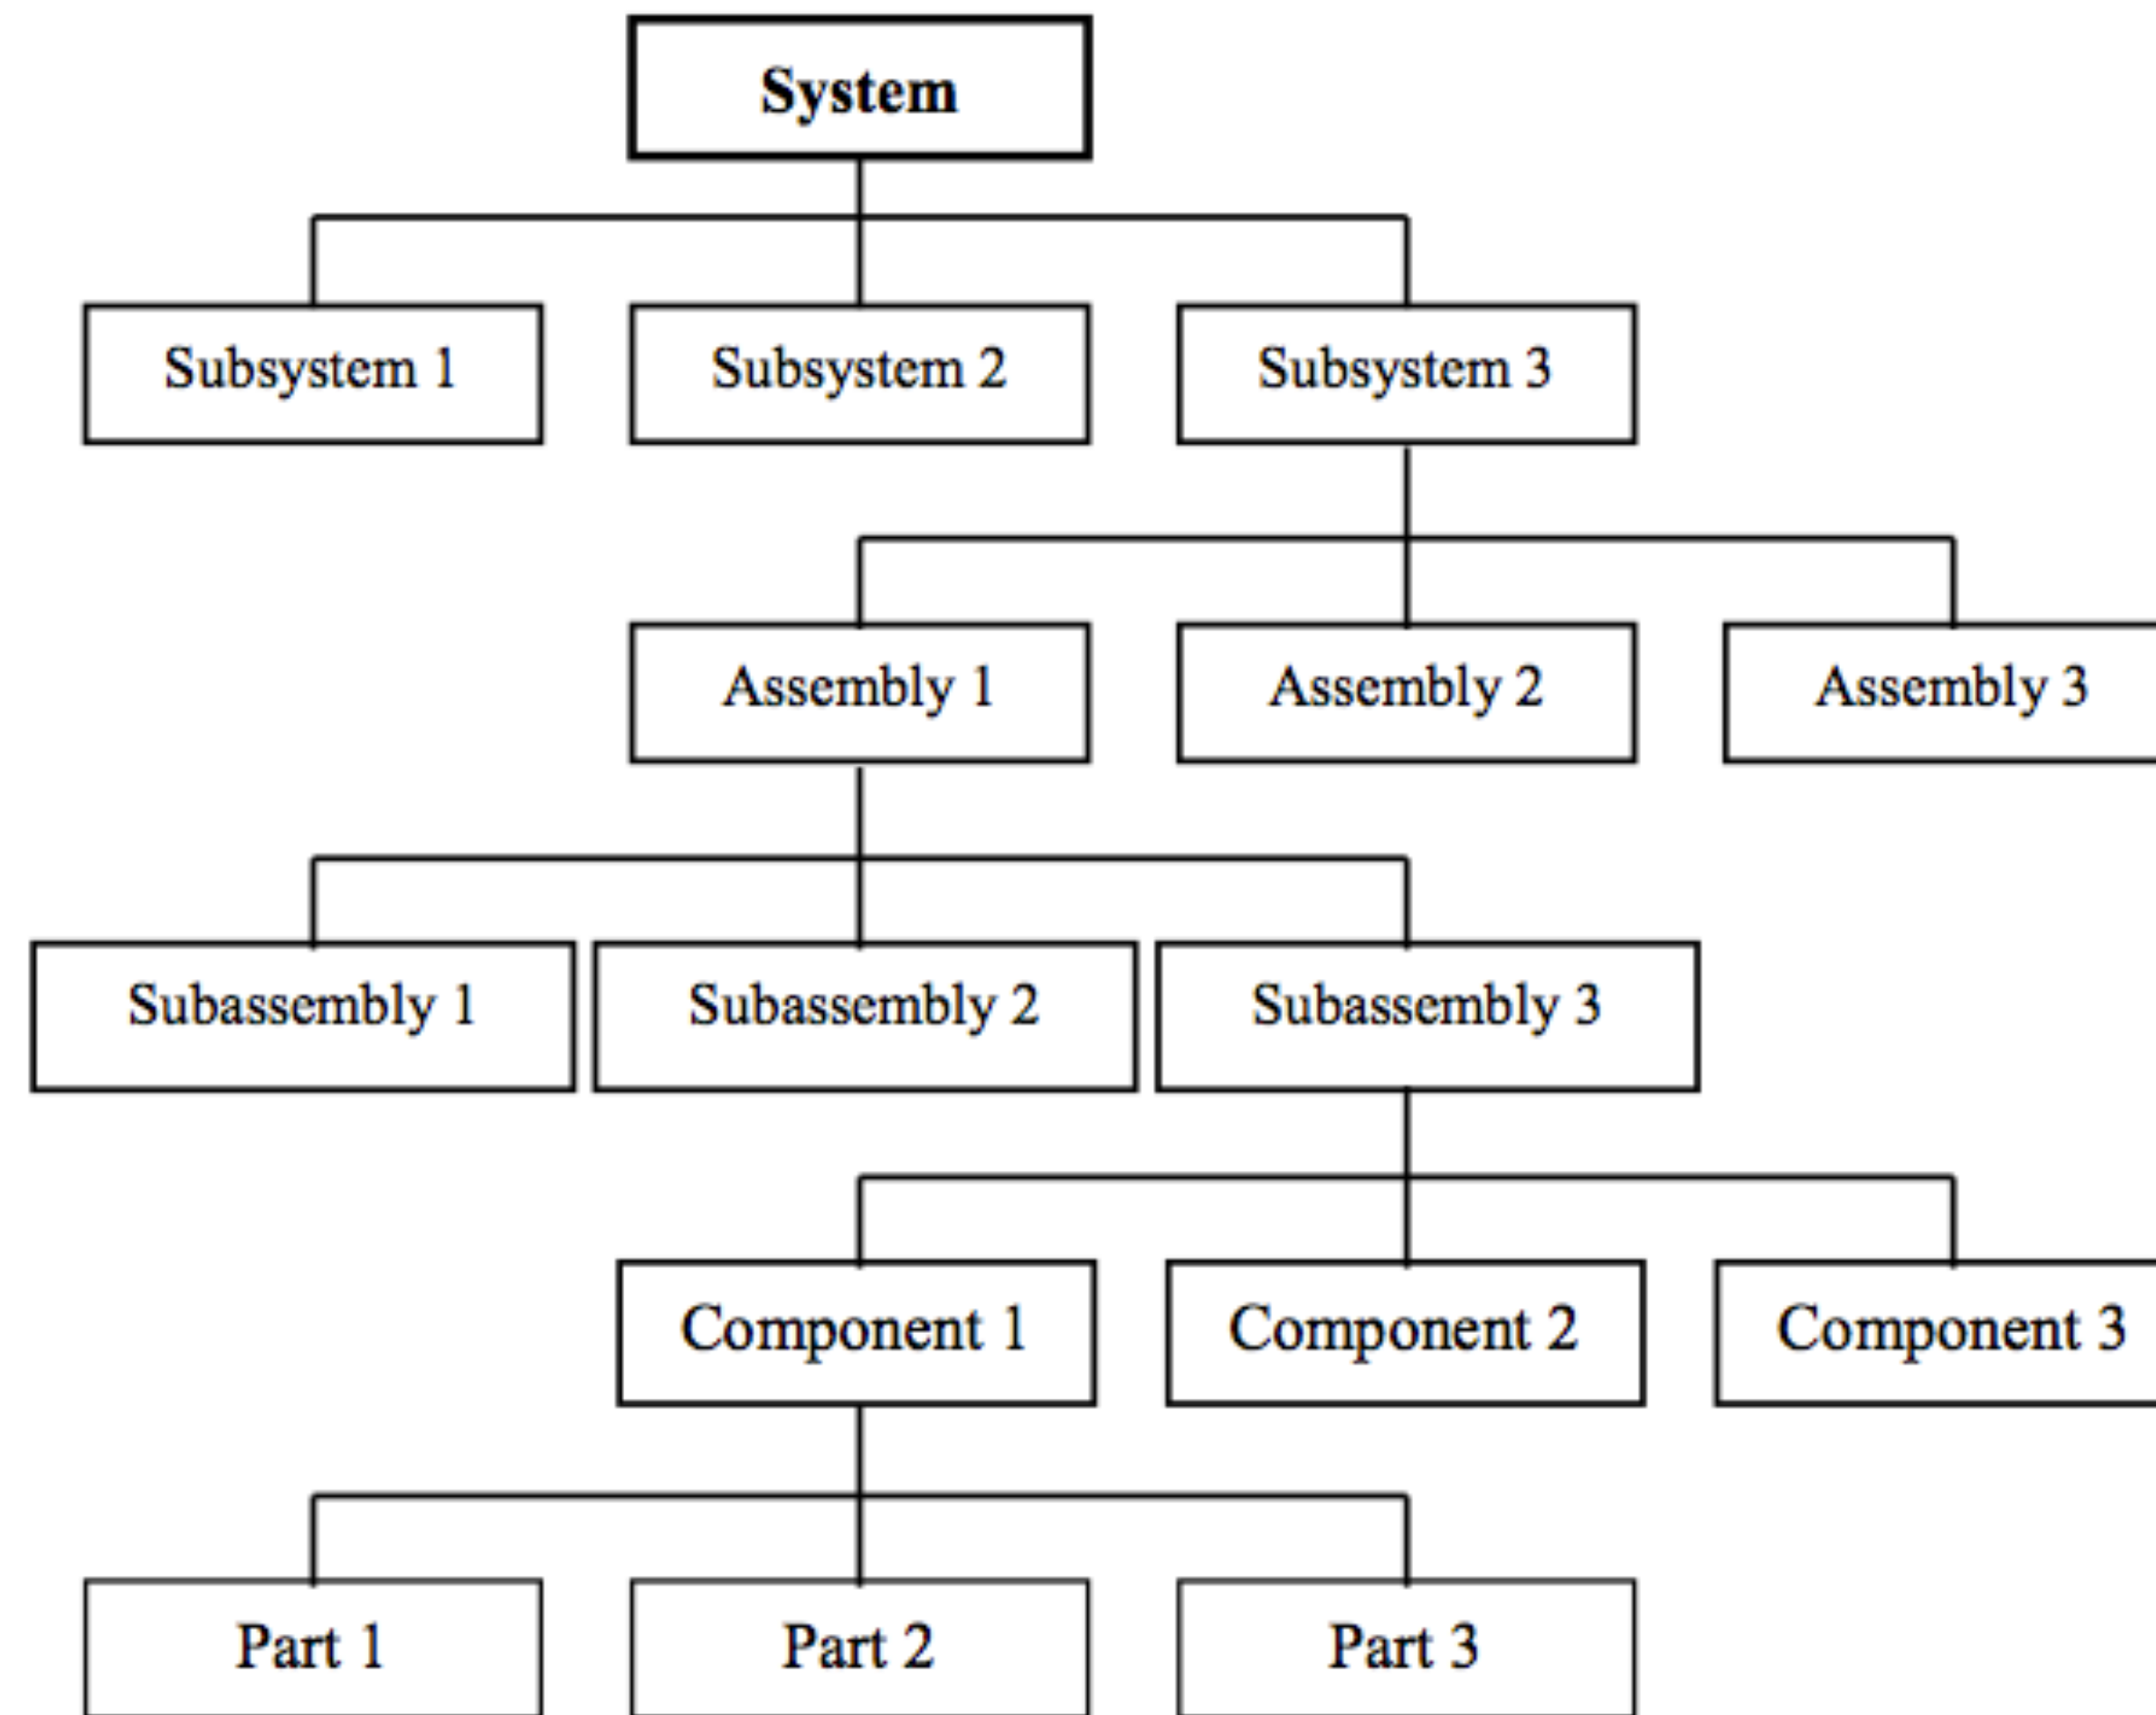 System
Subsystem 1
Subsystem 2
Subsystem 3
Assembly 1
Assembly 2
Assembly 3
Subassembly 1
Subassembly 2
Subassembly 3
Component 1
Component 2
Component 3
Part 1
Part 2
Part 3